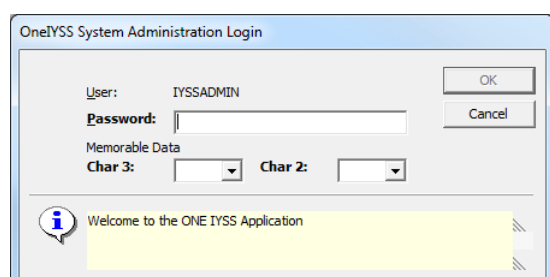 OneIYSS System Administration Login
User: IYSSADMIN OK
Password: Cancel
Memorable Data
Char 3: Char 2:
Welcome to the ONE IYSS Application